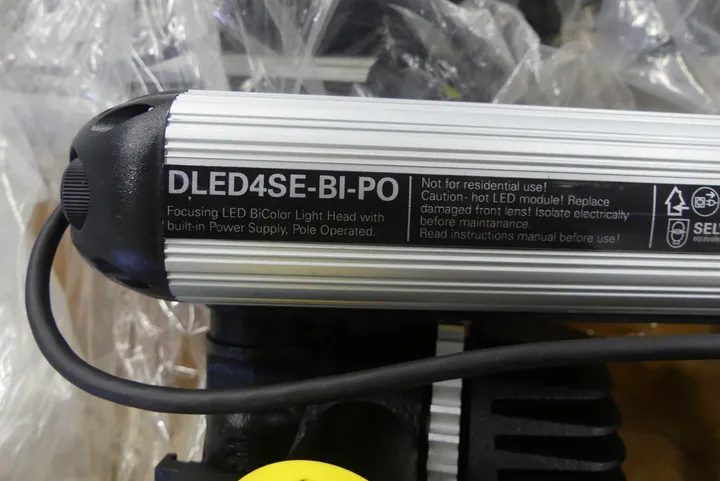 DLED4SE-BI-PO
Focusing LED BiColor Light Head with
built-in Power Supply, Pole Operated.
Not for residential use!
Caution- hot LED module! Replace
damaged front lens! Isolate electrically
before maintanance.
Read instructions manual before use!